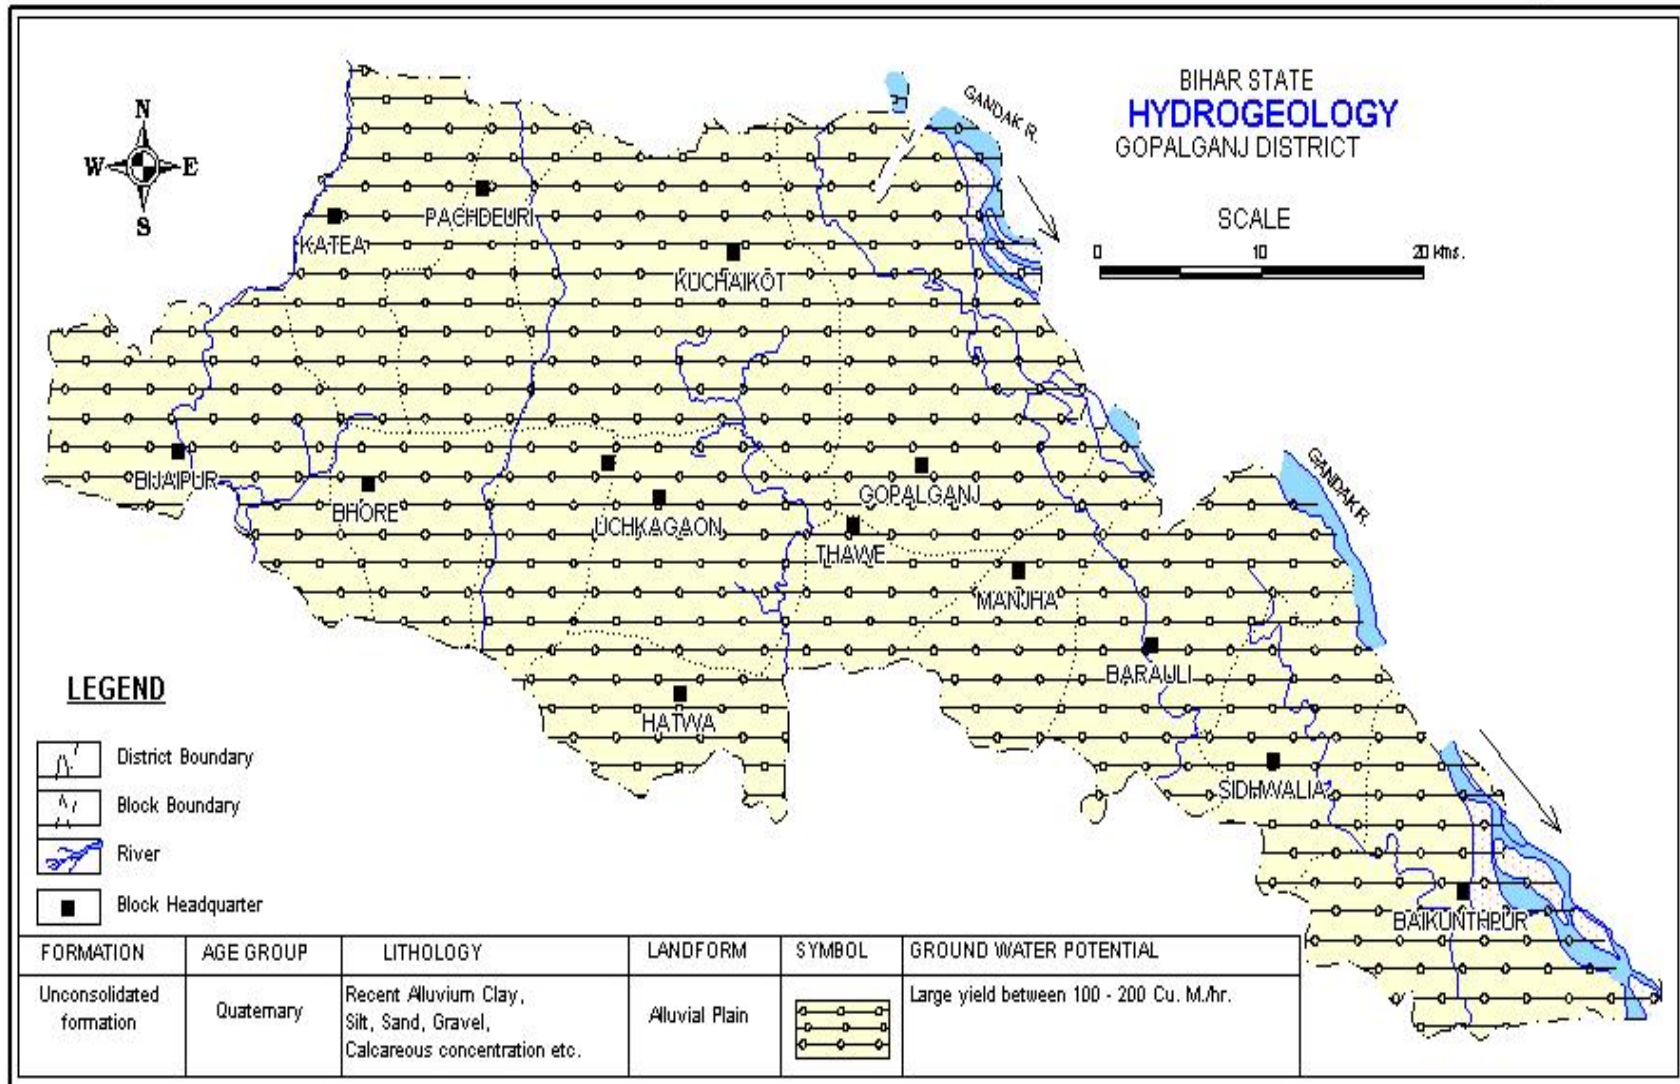 BIHAR STATE
HYDROGEOLOGY
GOPALGANJ DISTRICT
SCALE
0 10 20 kms.
N
W E
S
GANDAK R.
PACHDEURI
KATEA
KUCHAIKOT
BIJAIPUR
BHORE
UCHKAGAON
GOPALGANJ
THAWE
MANJHA
GANDAK R.
BARAULI
HATWA
SIDHWALIA
BAIKUNTHPUR
LEGEND
District Boundary
Block Boundary
River
Block Headquarter
FORMATION AGE GROUP LITHOLOGY LANDFORM SYMBOL GROUND WATER POTENTIAL
Unconsolidated formation Quaternary Recent Alluvium Clay, Alluvial Plain Large yield between 100 - 200 Cu. M./hr.
Silt, Sand, Gravel,
Calcareous concentration etc.